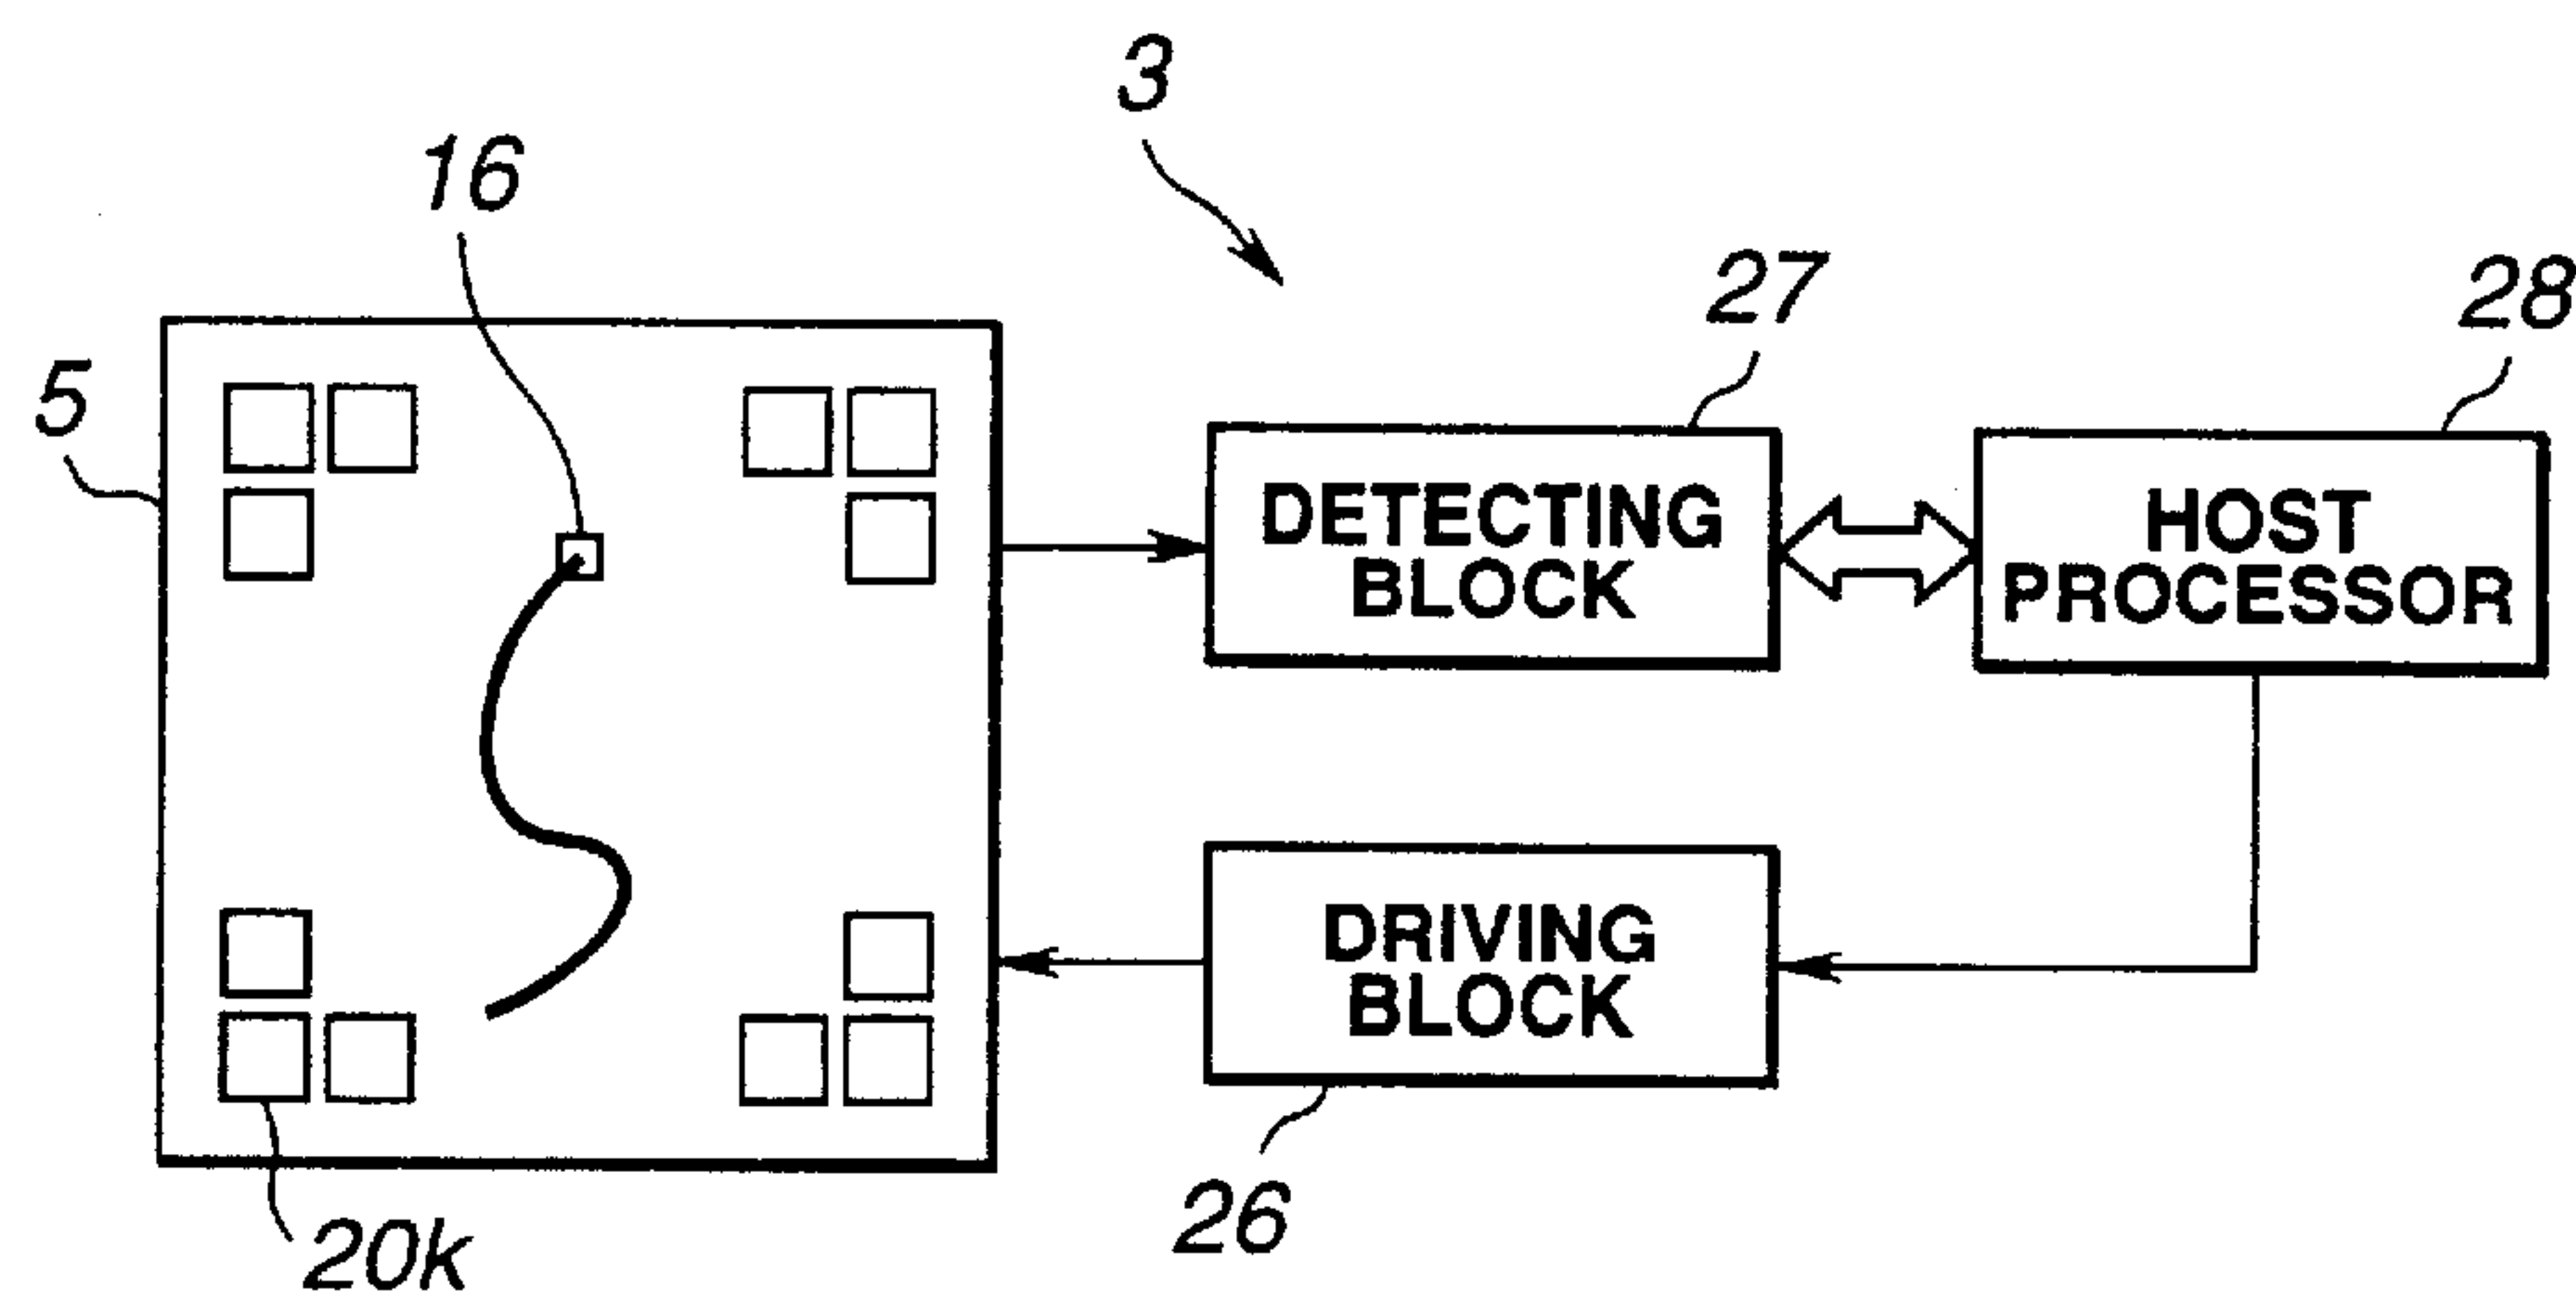 3
16
27
28
5
DETECTING
BLOCK
HOST
PROCESSOR
DRIVING
BLOCK
26
20k